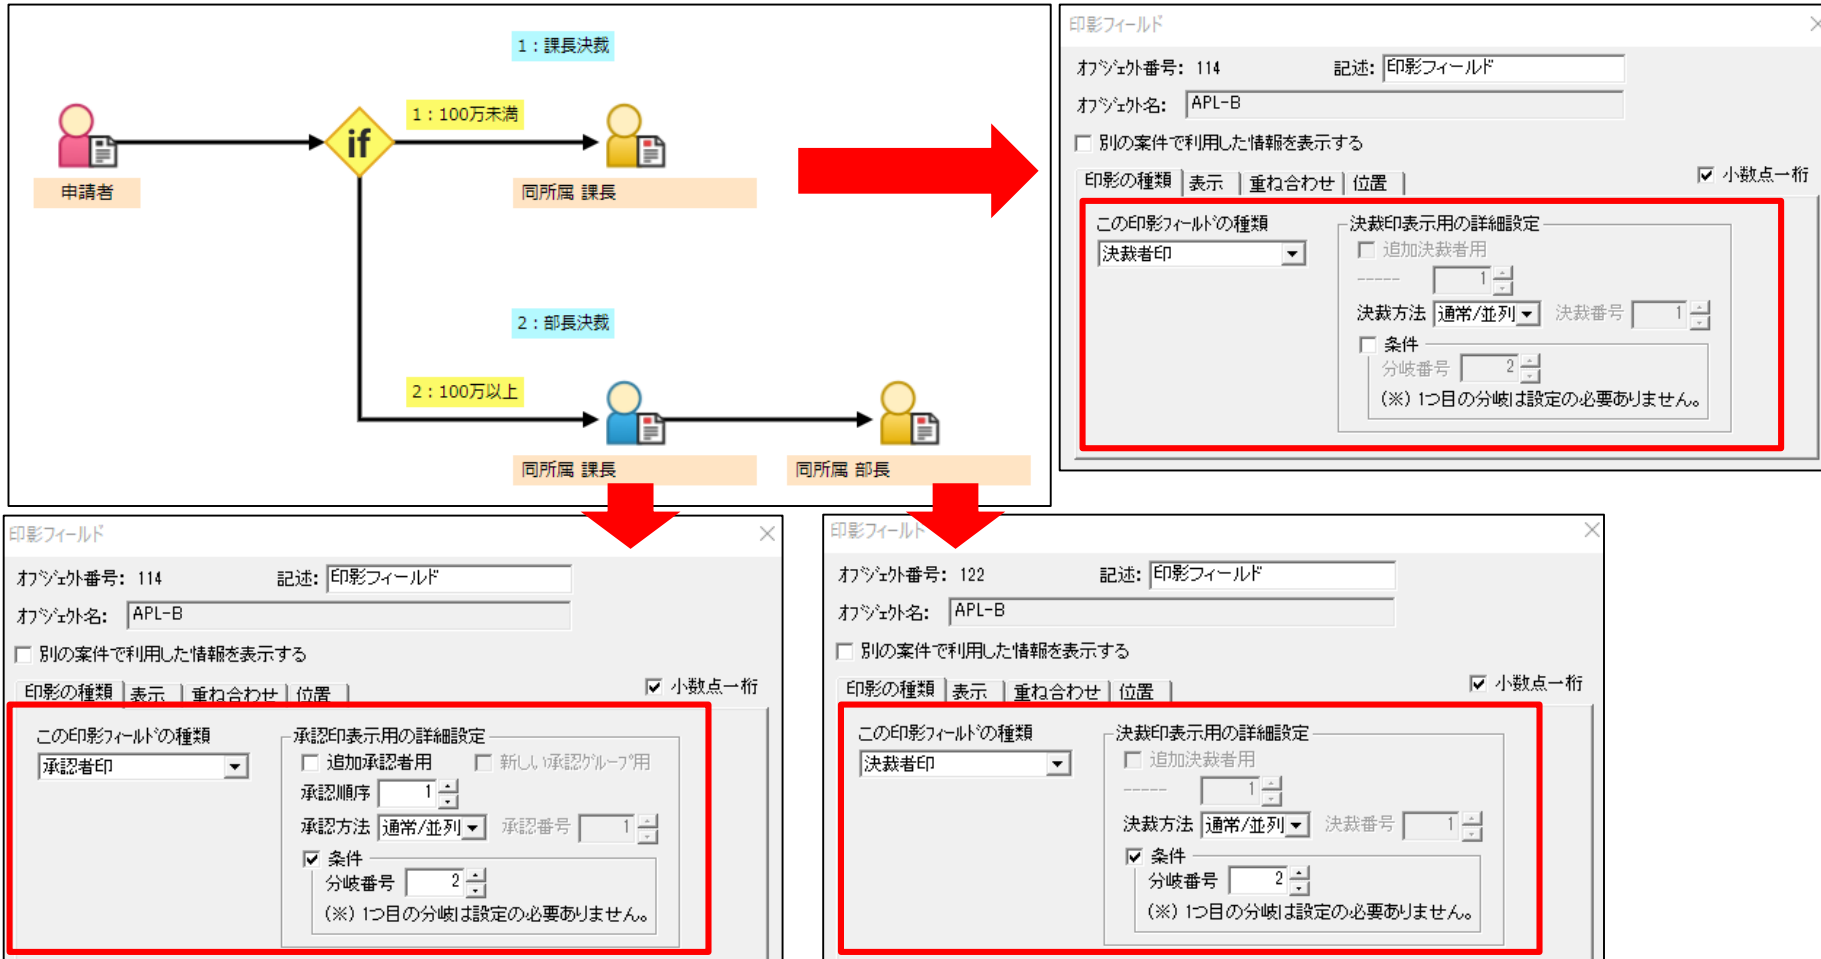 1：課長決裁
if
1：100万未満
申請者
同所属 課長
2：部長決裁
2：100万以上
同所属 課長
同所属 部長
印影フィールド
ｵﾌﾞｼﾞｪｸﾄ番号: 114
記述: 印影フィールド
ｵﾌﾞｼﾞｪｸﾄ名: APL-B
別の案件で利用した情報を表示する
小数点一桁
印影の種類 表示 重ね合わせ 位置
この印影ﾌｨｰﾙﾄﾞの種類
決裁者印
決裁印表示用の詳細設定
追加決裁者用
----- 1
決裁方法 通常/並列 決裁番号 1
条件
分岐番号 2
(※) 1つ目の分岐は設定の必要ありません。
印影フィールド
ｵﾌﾞｼﾞｪｸﾄ番号: 114
記述: 印影フィールド
ｵﾌﾞｼﾞｪｸﾄ名: APL-B
別の案件で利用した情報を表示する
小数点一桁
印影の種類 表示 重ね合わせ 位置
この印影ﾌｨｰﾙﾄﾞの種類
承認者印
承認印表示用の詳細設定
追加承認者用 新しい承認ｸﾞﾙｰﾌﾟ用
承認順序 1
承認方法 通常/並列 承認番号 1
条件
分岐番号 2
(※) 1つ目の分岐は設定の必要ありません。
印影フィールド
ｵﾌﾞｼﾞｪｸﾄ番号: 122
記述: 印影フィールド
ｵﾌﾞｼﾞｪｸﾄ名: APL-B
別の案件で利用した情報を表示する
小数点一桁
印影の種類 表示 重ね合わせ 位置
この印影ﾌｨｰﾙﾄﾞの種類
決裁者印
決裁印表示用の詳細設定
追加決裁者用
----- 1
決裁方法 通常/並列 決裁番号 1
条件
分岐番号 2
(※) 1つ目の分岐は設定の必要ありません。